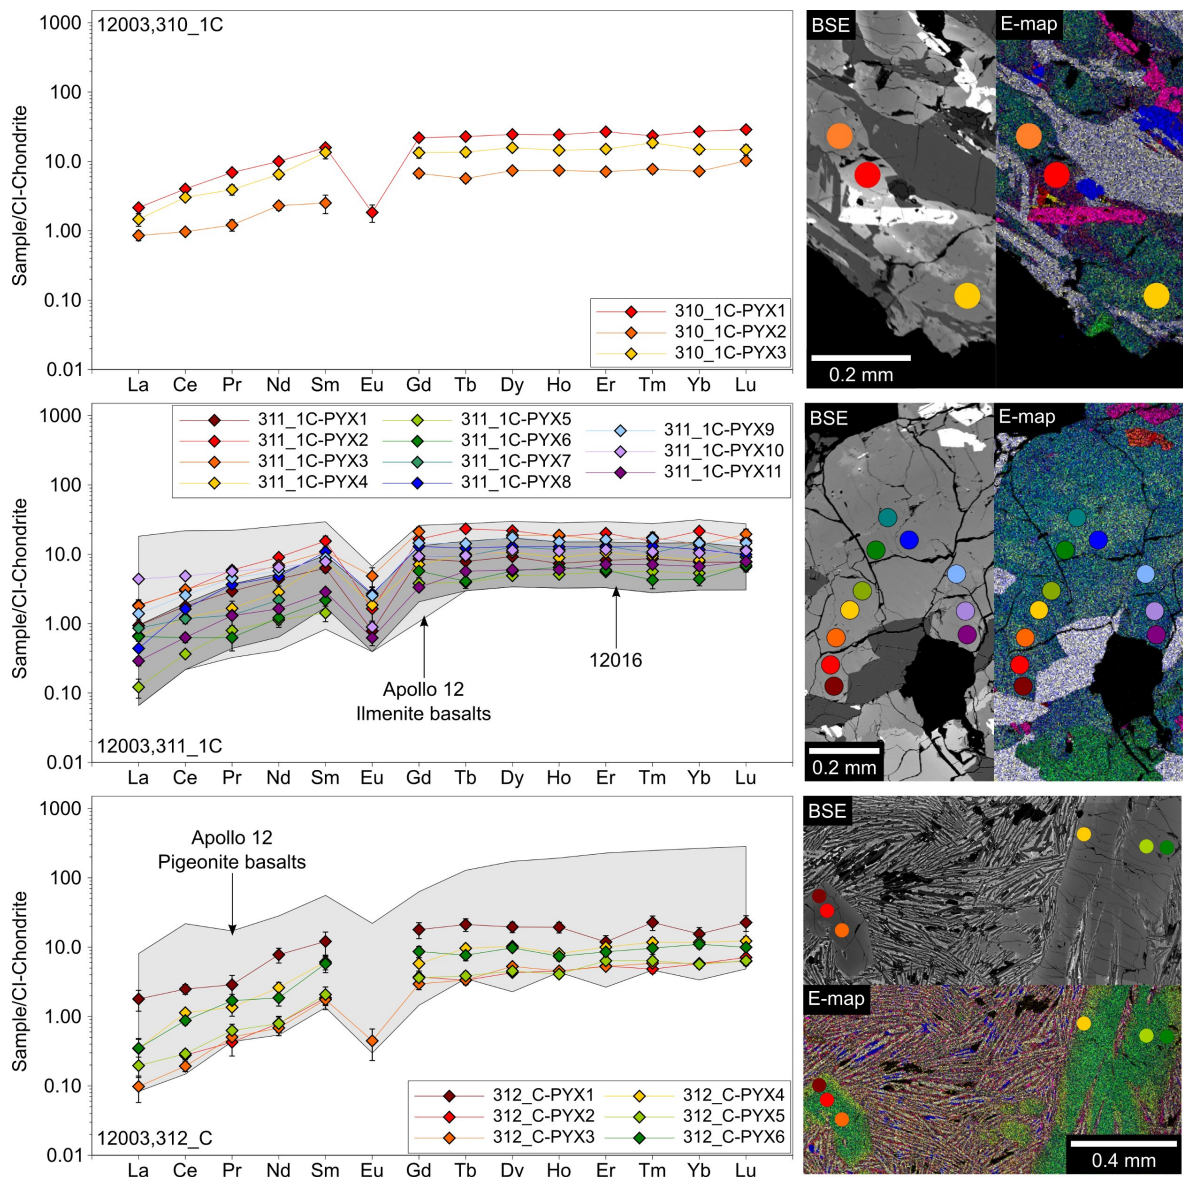 12003,310_1C
Sample/CI-Chondrite
1000
100
10.0
1.00
0.10
0.01
La Ce Pr Nd Sm Eu Gd Tb Dy Ho Er Tm Yb Lu
310_1C-PYX1
310_1C-PYX2
310_1C-PYX3
BSE
E-map
0.2 mm
Sample/CI-Chondrite
1000
100
10.0
1.00
0.10
0.01
311_1C-PYX1
311_1C-PYX2
311_1C-PYX3
311_1C-PYX4
311_1C-PYX5
311_1C-PYX6
311_1C-PYX7
311_1C-PYX8
311_1C-PYX9
311_1C-PYX10
311_1C-PYX11
Apollo 12
Ilmenite basalts
12016
12003,311_1C
La Ce Pr Nd Sm Eu Gd Tb Dy Ho Er Tm Yb Lu
BSE
E-map
0.2 mm
Sample/CI-Chondrite
1000
100
10.0
1.00
0.10
0.01
Apollo 12
Pigeonite basalts
312_C-PYX1
312_C-PYX2
312_C-PYX3
312_C-PYX4
312_C-PYX5
312_C-PYX6
12003,312_C
La Ce Pr Nd Sm Eu Gd Tb Dy Ho Er Tm Yb Lu
BSE
E-map
0.4 mm